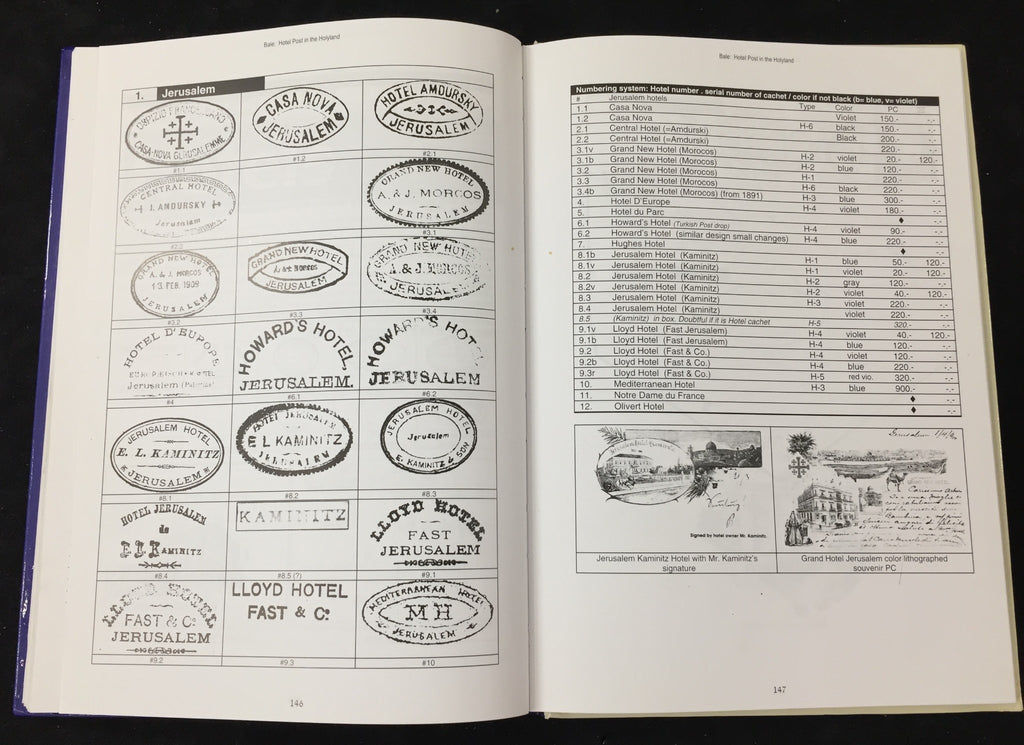 Bale: Hotel Post in the Holyland
1. Jerusalem
CASA-NOVA GERUSALEMME
#1.1
CASA NOVA
JERUSALEM
#1.2
HOTEL AMDURSKY
JERUSALEM
#2.1
CENTRAL HOTEL
J. AMDURSKY
Jerusalem
#2.2
GRAND NEW HOTEL
A. & J. MORCOS
JERUSALEM
#3.1
GRAND NEW HOTEL
A. & J. MORCOS
13 FEB. 1909
JERUSALEM
#3.2
GRAND NEW HOTEL
A. & J. Morcos
JERUSALEM
#3.3
GRAND NEW HOTEL
A. & J. MORCOS
JERUSALEM
#3.4
HOTEL D'EUROPE
Jerusalem
#4
HOWARD'S HOTEL
JERUSALEM.
#6.1
HOWARD'S HOTEL
JERUSALEM
#6.2
JERUSALEM HOTEL
E. L. KAMINITZ
JERUSALEM
#8.1
HOTEL JERUSALEM
E L KAMINITZ
JERUSALEM
#8.2
JERUSALEM HOTEL
Jerusalem
E. KAMINITZ & SON
#8.3
HOTEL JERUSALEM
de
KAMINITZ
#8.4
KAMINITZ
#8.5 (?)
LLOYD HOTEL
FAST
JERUSALEM
#9.1
LLOYD HOTEL
FAST & Cº
JERUSALEM
#9.2
LLOYD HOTEL
FAST & Cº.
#9.3
MEDITERRANEAN HOTEL
M H
JERUSALEM
#10
146
Bale: Hotel Post in the Holyland
Numbering system: Hotel number . serial number of cachet / color if not black (b= blue, v= violet)
# Jerusalem hotels Type Color PC
1.1 Casa Nova Violet 150.- -.-
1.2 Casa Nova H-6 black 150.- -.-
2.1 Central Hotel (=Amdurski) Black 200.- -.-
2.2 Central Hotel (=Amdurski) 220.- -.-
3.1v Grand New Hotel (Morocos) H-2 violet 20.- 120.-
3.1b Grand New Hotel (Morocos) H-2 blue 120.- -.-
3.2 Grand New Hotel (Morocos) H-1 220.- -.-
3.3 Grand New Hotel (Morocos) H-6 black 220.- -.-
3.4b Grand New Hotel (Morocos) (from 1891) H-3 blue 300.- -.-
4. Hotel D'Europe H-4 violet 180.- -.-
5. Hotel du Parc ♦
6.1 Howard's Hotel (Turkish Post drop) H-4 violet 90.- -.-
6.2 Howard's Hotel (similar design small changes) H-4 blue 220.- -.-
7. Hughes Hotel ♦
8.1b Jerusalem Hotel (Kaminitz) H-1 blue 50.- 120.-
8.1v Jerusalem Hotel (Kaminitz) H-1 violet 20.- 120.-
8.2 Jerusalem Hotel (Kaminitz) H-2 gray 120.- -.-
8.2v Jerusalem Hotel (Kaminitz) H-2 violet 40.- 120.-
8.3 Jerusalem Hotel (Kaminitz) H-3 violet 220.- -.-
8.4 Jerusalem Hotel (Kaminitz)
8.5 (Kaminitz) in box. Doubtful if it is Hotel cachet H-5 320.- -.-
9.1v Lloyd Hotel (Fast Jerusalem) H-4 violet 40.- 120.-
9.1b Lloyd Hotel (Fast Jerusalem) H-4 blue 120.- -.-
9.2 Lloyd Hotel (Fast & Co.) H-4 violet 120.- -.-
9.2b Lloyd Hotel (Fast & Co.) H-4 blue 220.- -.-
9.3r Lloyd Hotel (Fast & Co.) H-5 red vio. 320.- -.-
10. Mediterranean Hotel H-3 blue 900.- -.-
11. Notre Dame du France ♦ -.-
12. Olivert Hotel ♦ -.-
Signed by hotel owner Mr. Kaminitz.
Jerusalem Kaminitz Hotel with Mr. Kaminitz's
signature
Grand Hotel Jerusalem color lithographed
souvenir PC
147